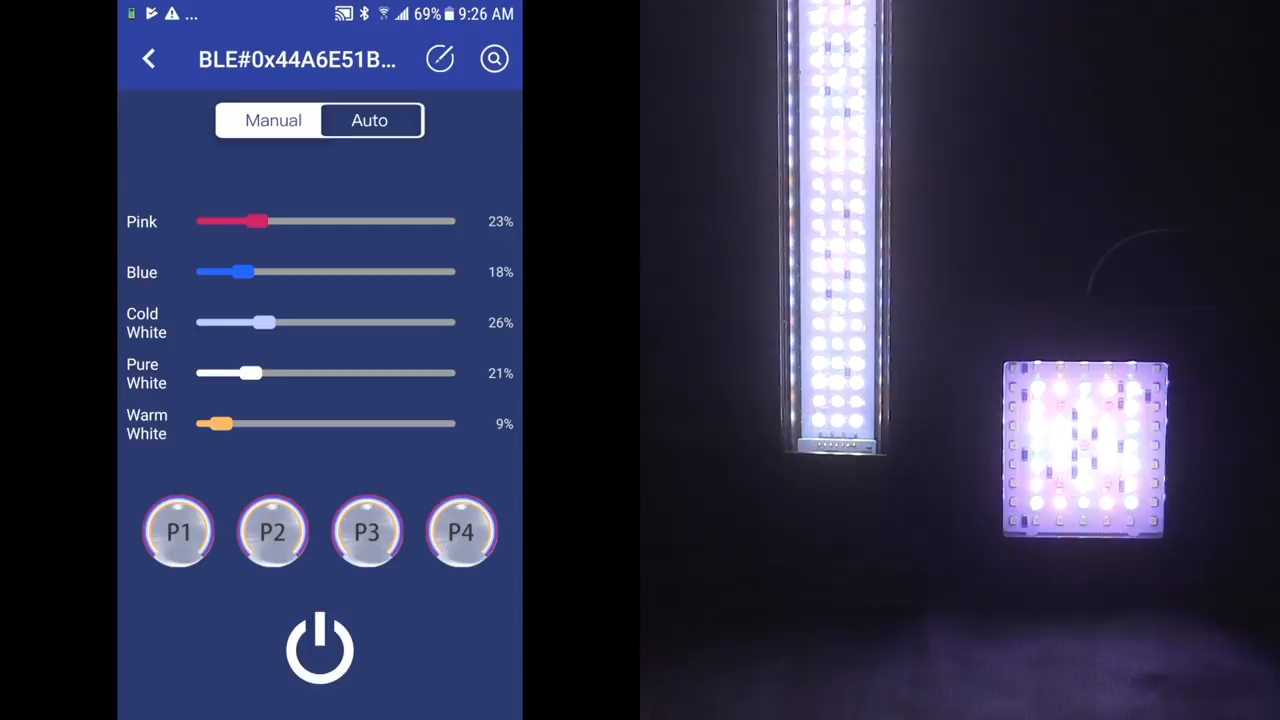 ... 69% 9:26 AM
BLE#0x44A6E51B...
Manual Auto
Pink 23%
Blue 18%
Cold White 26%
Pure White 21%
Warm White 9%
P1 P2 P3 P4